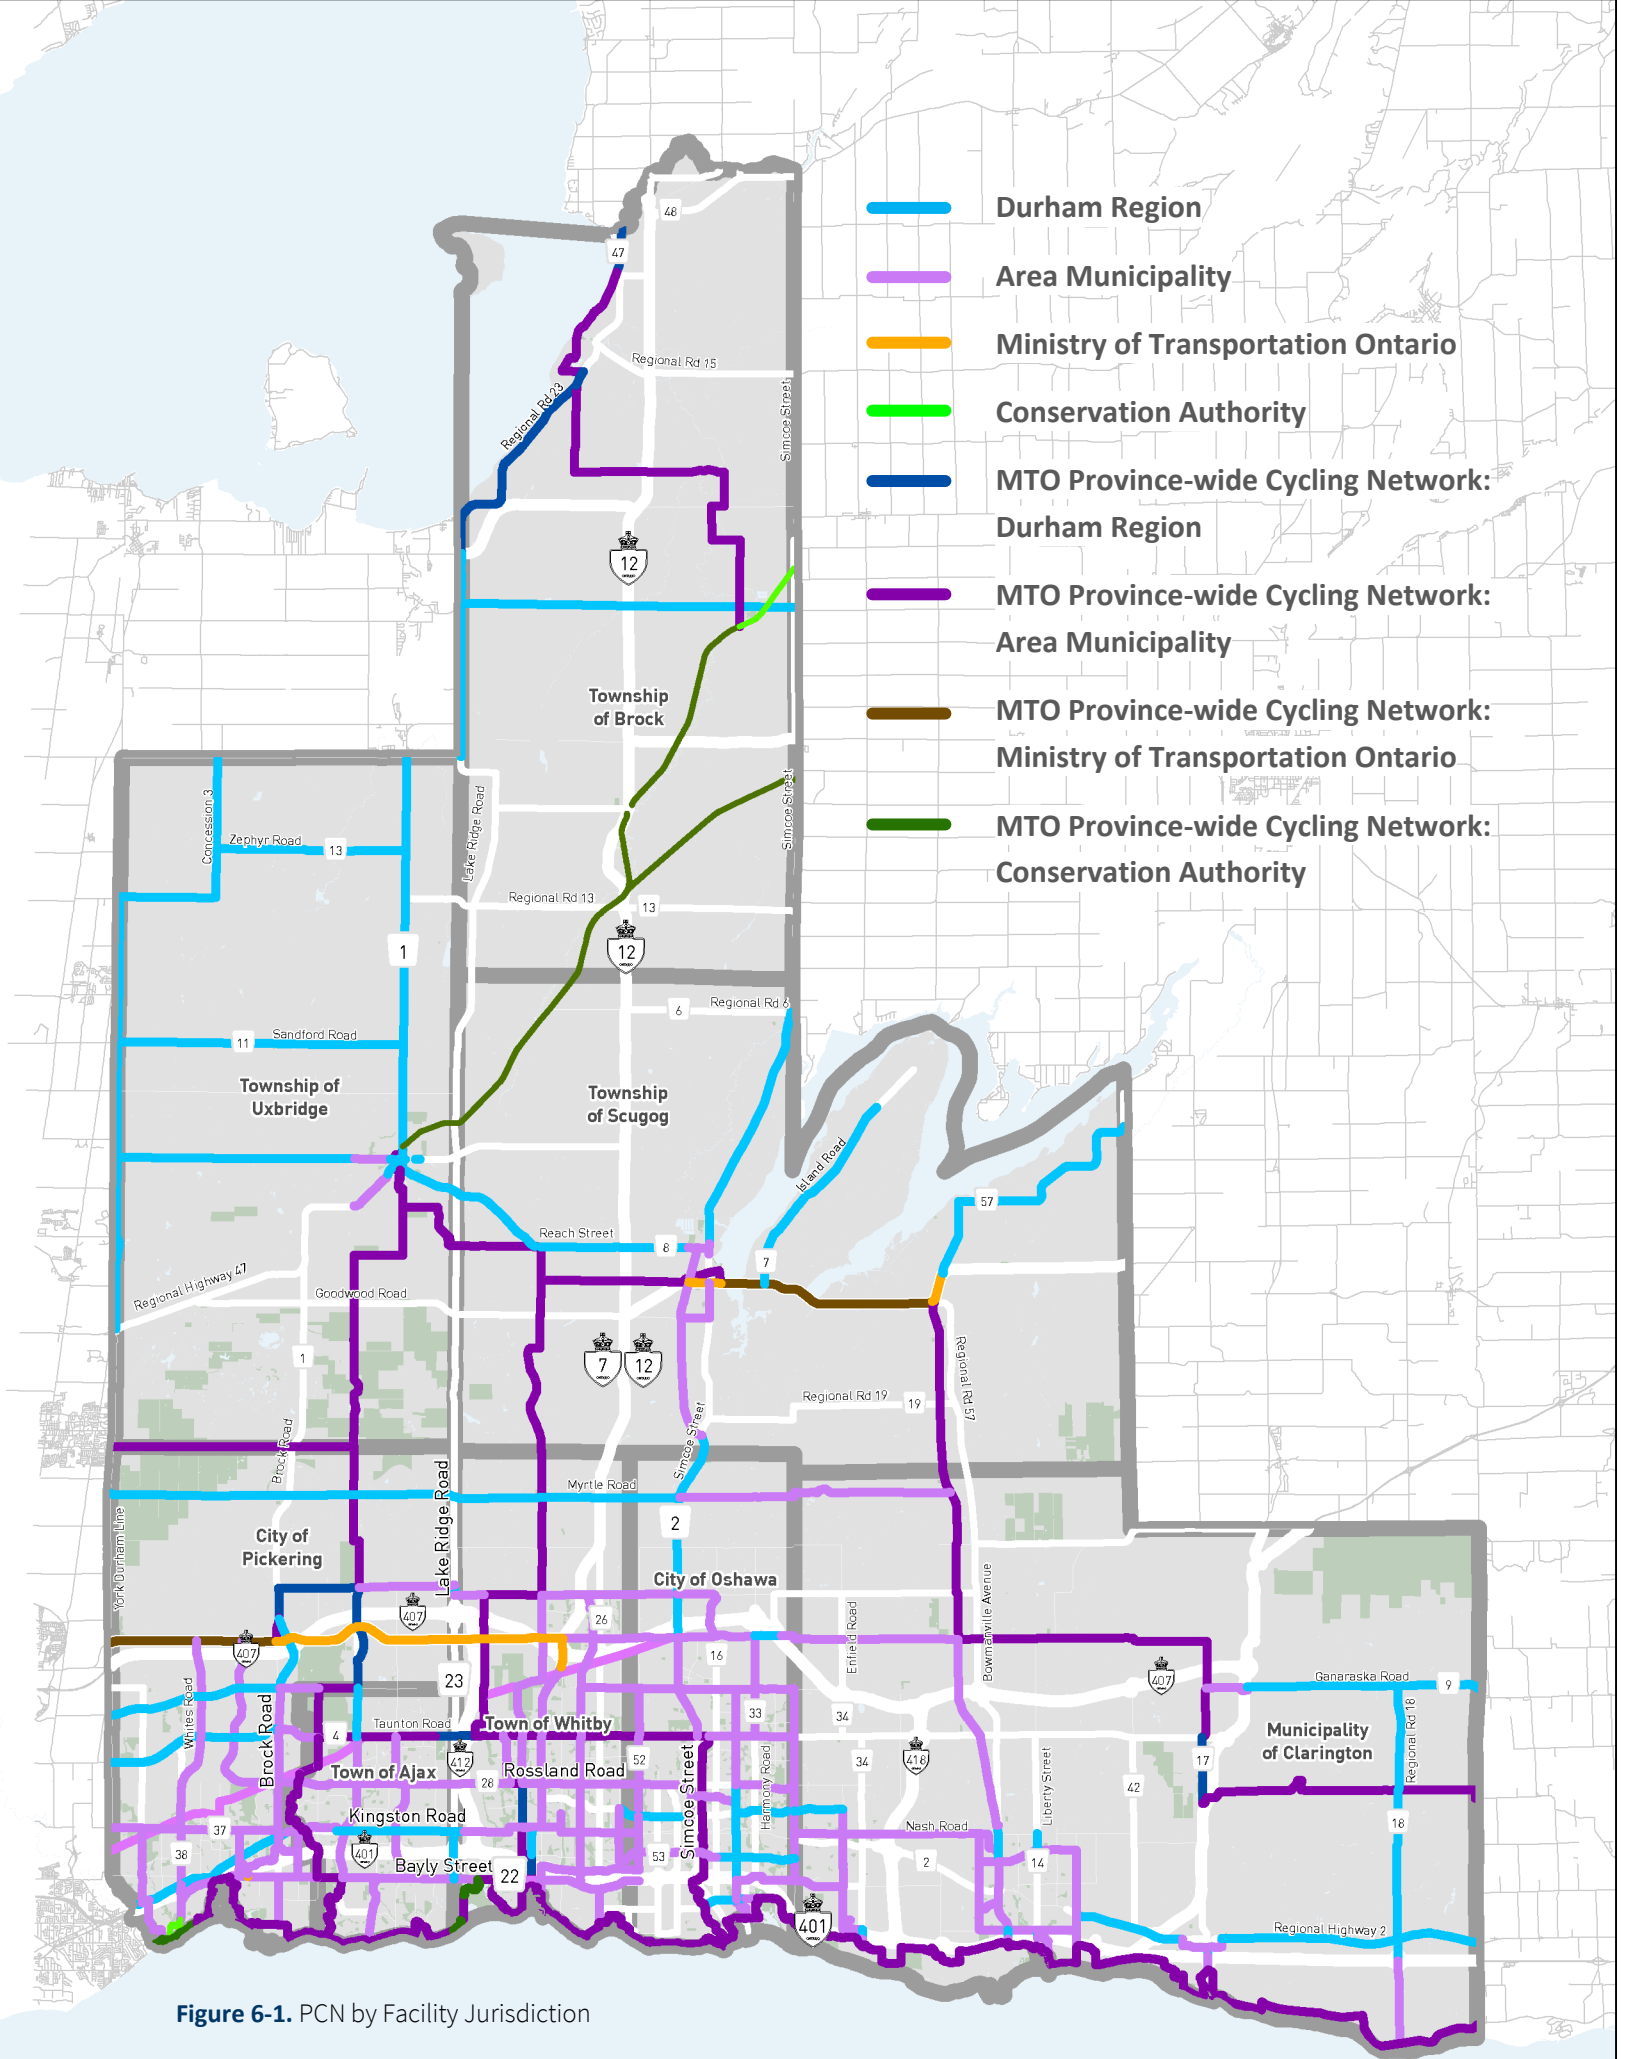 48
47
Regional Rd 15
Regional Rd 23
Simcoe Street
Durham Region
Area Municipality
Ministry of Transportation Ontario
Conservation Authority
MTO Province-wide Cycling Network:
Durham Region
MTO Province-wide Cycling Network:
Area Municipality
MTO Province-wide Cycling Network:
Ministry of Transportation Ontario
MTO Province-wide Cycling Network:
Conservation Authority
12
ONTARIO
Township
of Brock
Concession 3
Zephyr Road
13
Lake Ridge Road
Simcoe Street
Regional Rd 13
13
1
12
ONTARIO
6
Regional Rd 6
11
Sandford Road
Township of
Uxbridge
Township
of Scugog
Island Road
57
Reach Street
8
7
Regional Highway 47
Goodwood Road
1
7
ONTARIO
12
ONTARIO
Regional Rd 19
19
Regional Rd 57
Brock Road
Simcoe Street
Myrtle Road
York Durham Line
City of
Pickering
Lake Ridge Road
2
City of Oshawa
407
26
407
Whites Road
23
16
Enfield Road
Bowmanville Avenue
407
Ganaraska Road
9
Brock Road
4
Taunton Road
Town of Whitby
33
34
Regional Rd 18
Municipality
of Clarington
412
52
34
418
17
Town of Ajax
28
Rossland Road
Simcoe Street
Harmony Road
Liberty Street
42
Kingston Road
37
18
38
401
Nash Road
53
2
14
Bayly Street
22
401
Regional Highway 2
Figure 6-1. PCN by Facility Jurisdiction